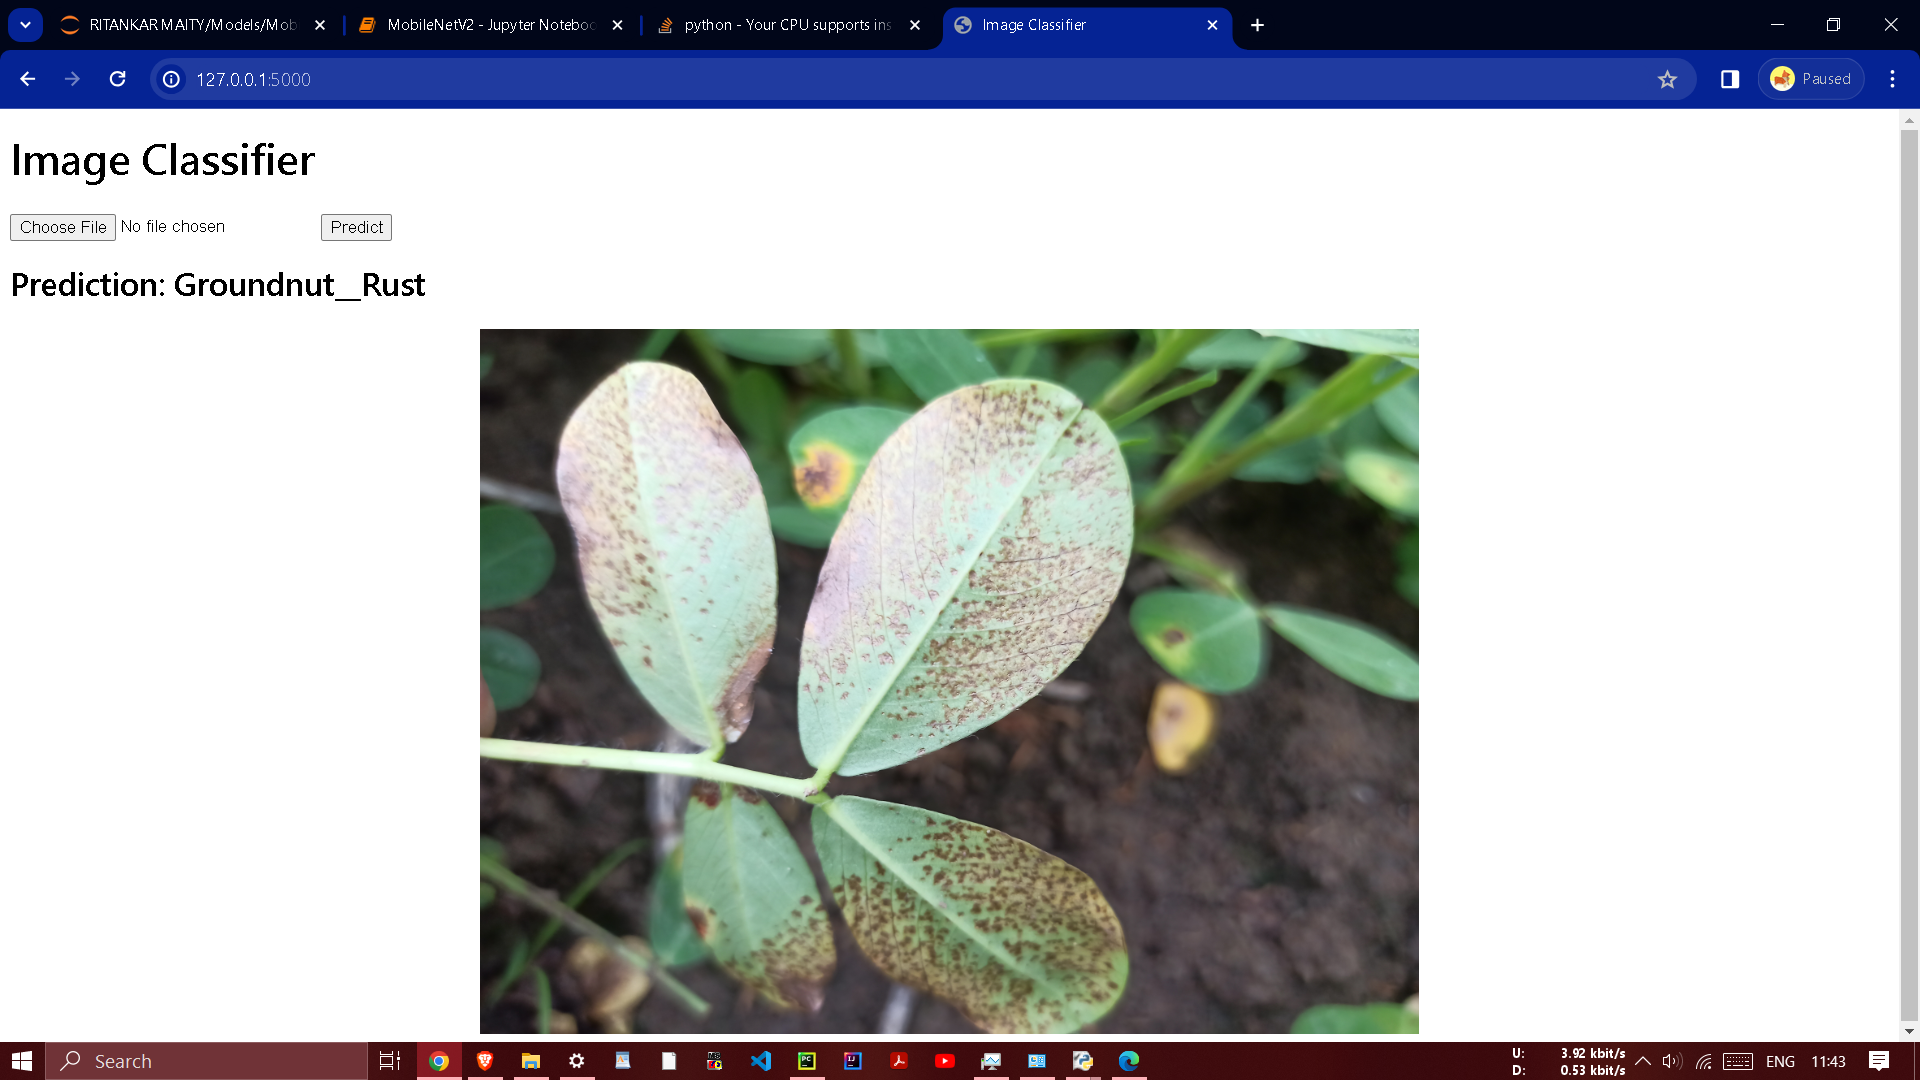 RITANKAR MAITY/Models/Mob
MobileNetV2 - Jupyter Noteboo
python - Your CPU supports ins
Image Classifier
127.0.0.1:5000
Paused
Image Classifier
Choose File No file chosen Predict
Prediction: Groundnut__Rust
Search
U: 3.92 kbit/s
D: 0.53 kbit/s
ENG
11:43